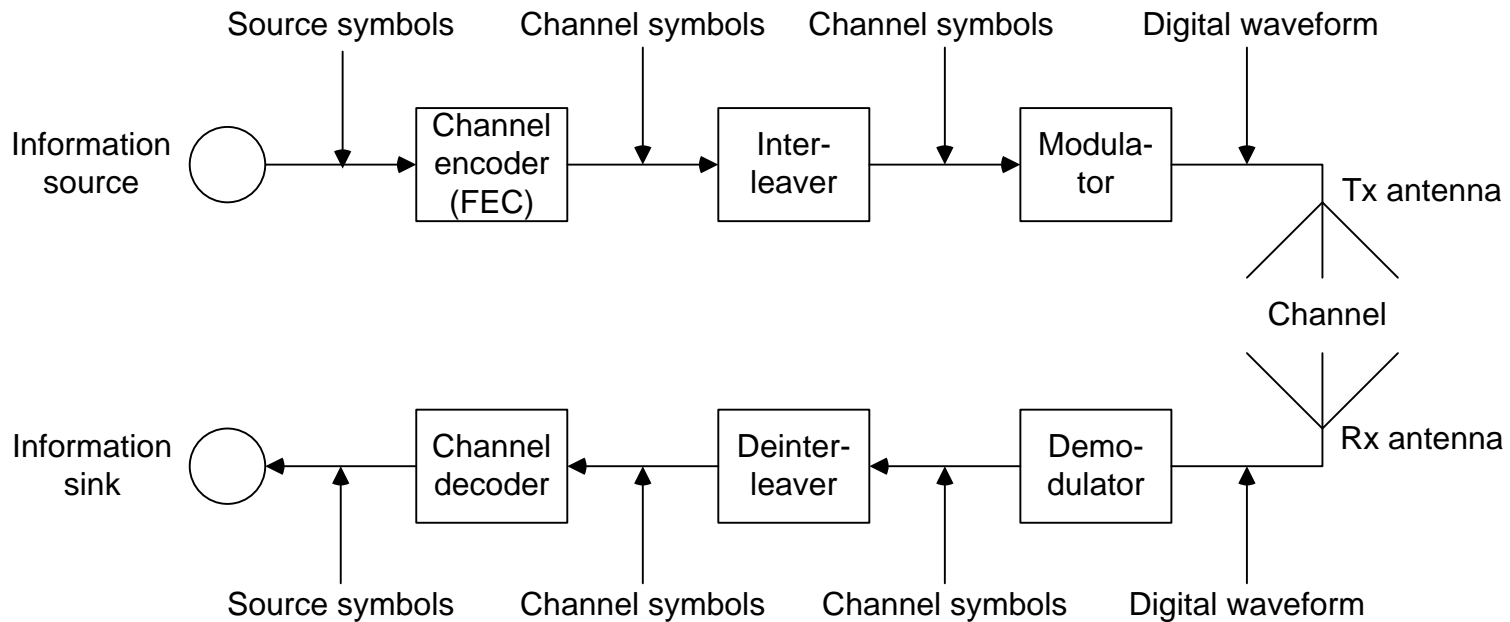 Source symbols
Channel symbols
Channel symbols
Digital waveform
Information
source
Channel
encoder
(FEC)
Inter-
leaver
Modula-
tor
Tx antenna
Channel
Information
sink
Channel
decoder
Deinter-
leaver
Demo-
dulator
Rx antenna
Source symbols
Channel symbols
Channel symbols
Digital waveform